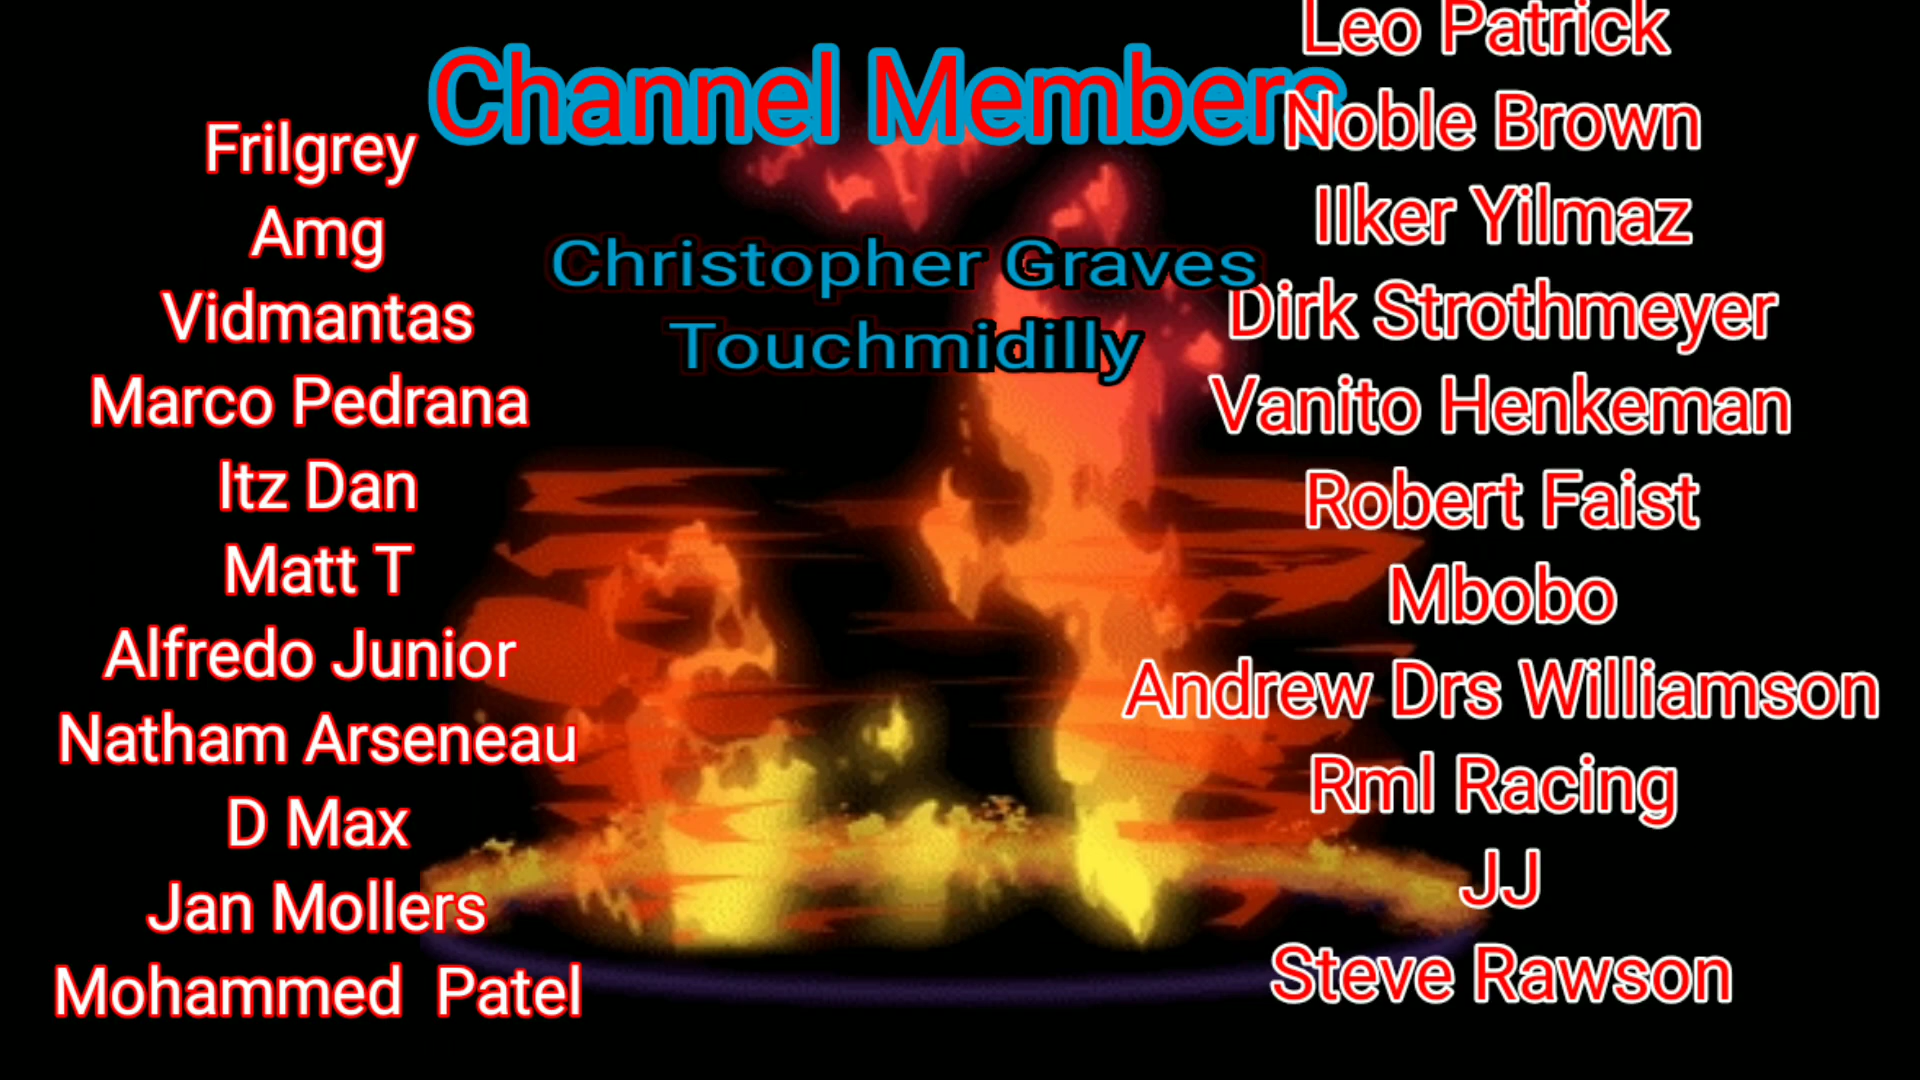 Channel Members
Frilgrey
Amg
Vidmantas
Marco Pedrana
Itz Dan
Matt T
Alfredo Junior
Natham Arseneau
D Max
Jan Mollers
Mohammed Patel
Christopher Graves
Touchmidilly
Leo Patrick
Noble Brown
Ilker Yilmaz
Dirk Strothmeyer
Vanito Henkeman
Robert Faist
Mbobo
Andrew Drs Williamson
Rml Racing
JJ
Steve Rawson